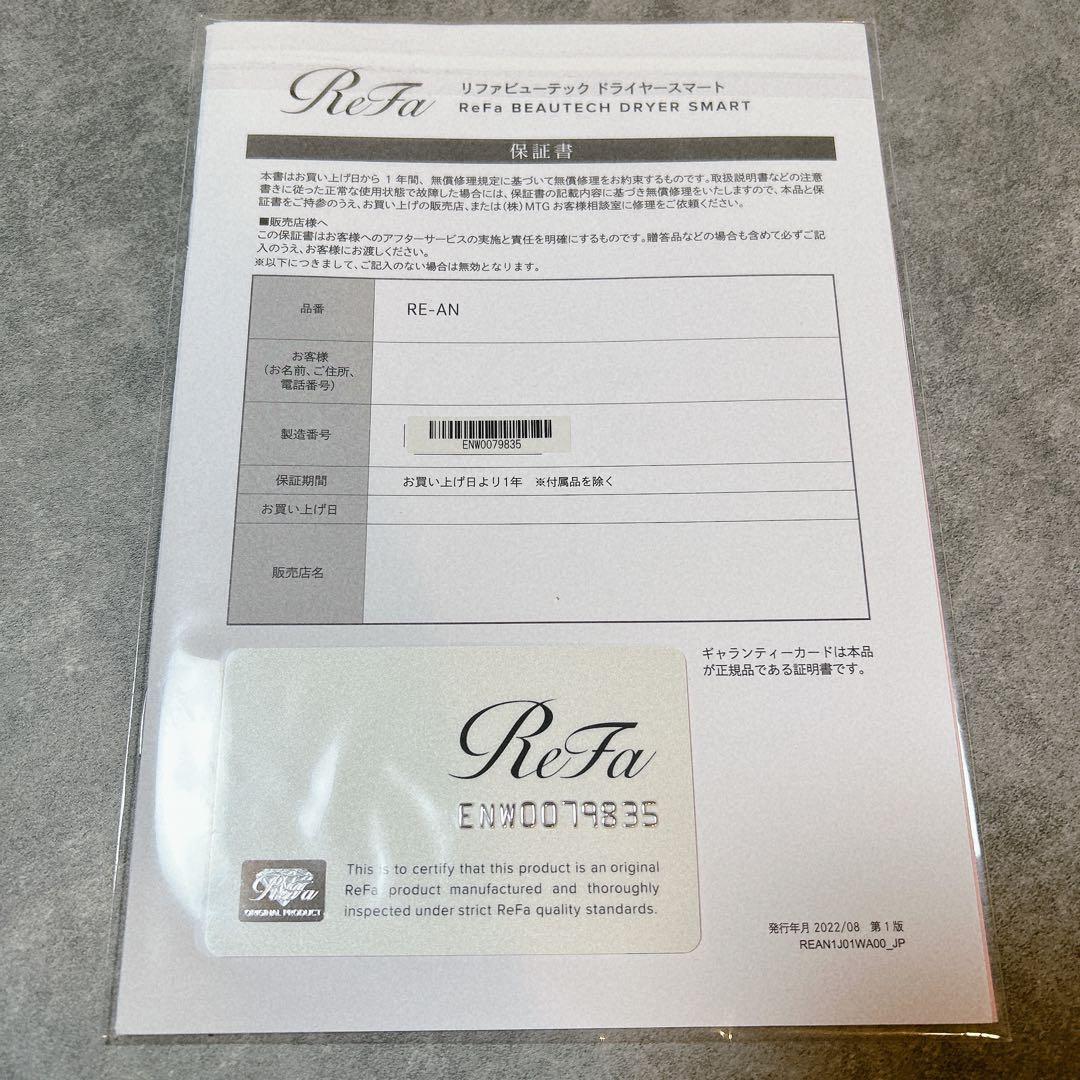 ReFa
リファビューテック ドライヤースマート
ReFa BEAUTECH DRYER SMART
保証書
本書はお買い上げ日から 1 年間、無償修理規定に基づいて無償修理をお約束するものです。取扱説明書などの注意
書きに従った正常な使用状態で故障した場合には、保証書の記載内容に基づき無償修理をいたしますので、本品と保
証書をご持参のうえ、お買い上げの販売店、または(株)MTG お客様相談室に修理をご依頼ください。
■販売店様へ
この保証書はお客様へのアフターサービスの実施と責任を明確にするものです。贈答品などの場合も含めて必ずご記
入のうえ、お客様にお渡しください。
※以下につきまして、ご記入のない場合は無効となります。
品番
RE-AN
お客様
(お名前、ご住所、
電話番号)
製造番号
ENW0079835
保証期間
お買い上げ日より1年 ※付属品を除く
お買い上げ日
販売店名
ギャランティーカードは本品
が正規品である証明書です。
ReFa
ENW0079835
This is to certify that this product is an original
ReFa product manufactured and thoroughly
inspected under strict ReFa quality standards.
ReFa
ORIGINAL PRODUCT
発行年月 2022/08 第1版
REAN1J01WA00_JP